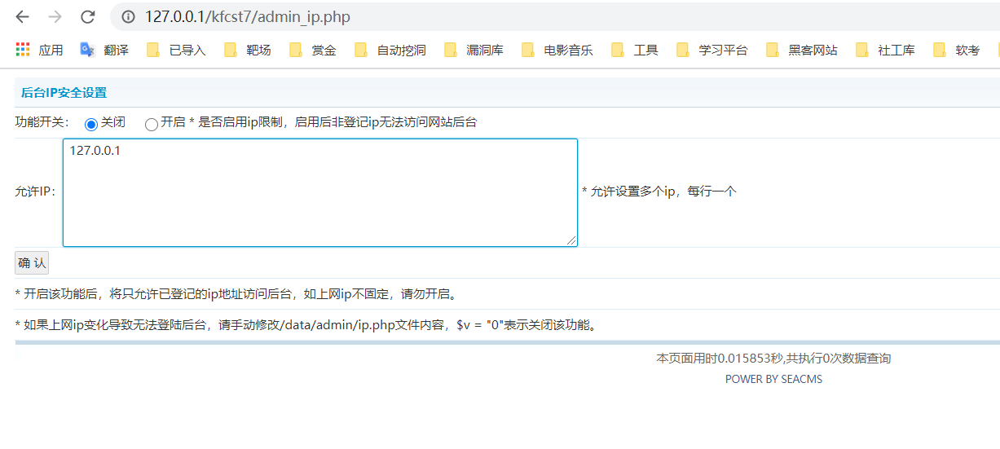 127.0.0.1/kfcst7/admin_ip.php
应用 翻译 已导入 靶场 赏金 自动挖洞 漏洞库 电影音乐 工具 学习平台 黑客网站 社工库 软考
后台IP安全设置
功能开关： 关闭 开启 * 是否启用ip限制，启用后非登记ip无法访问网站后台
127.0.0.1
允许IP： * 允许设置多个ip，每行一个
确 认
* 开启该功能后，将只允许已登记的ip地址访问后台，如上网ip不固定，请勿开启。
* 如果上网ip变化导致无法登陆后台，请手动修改/data/admin/ip.php文件内容，$v = "0"表示关闭该功能。
本页面用时0.015853秒,共执行0次数据查询
POWER BY SEACMS